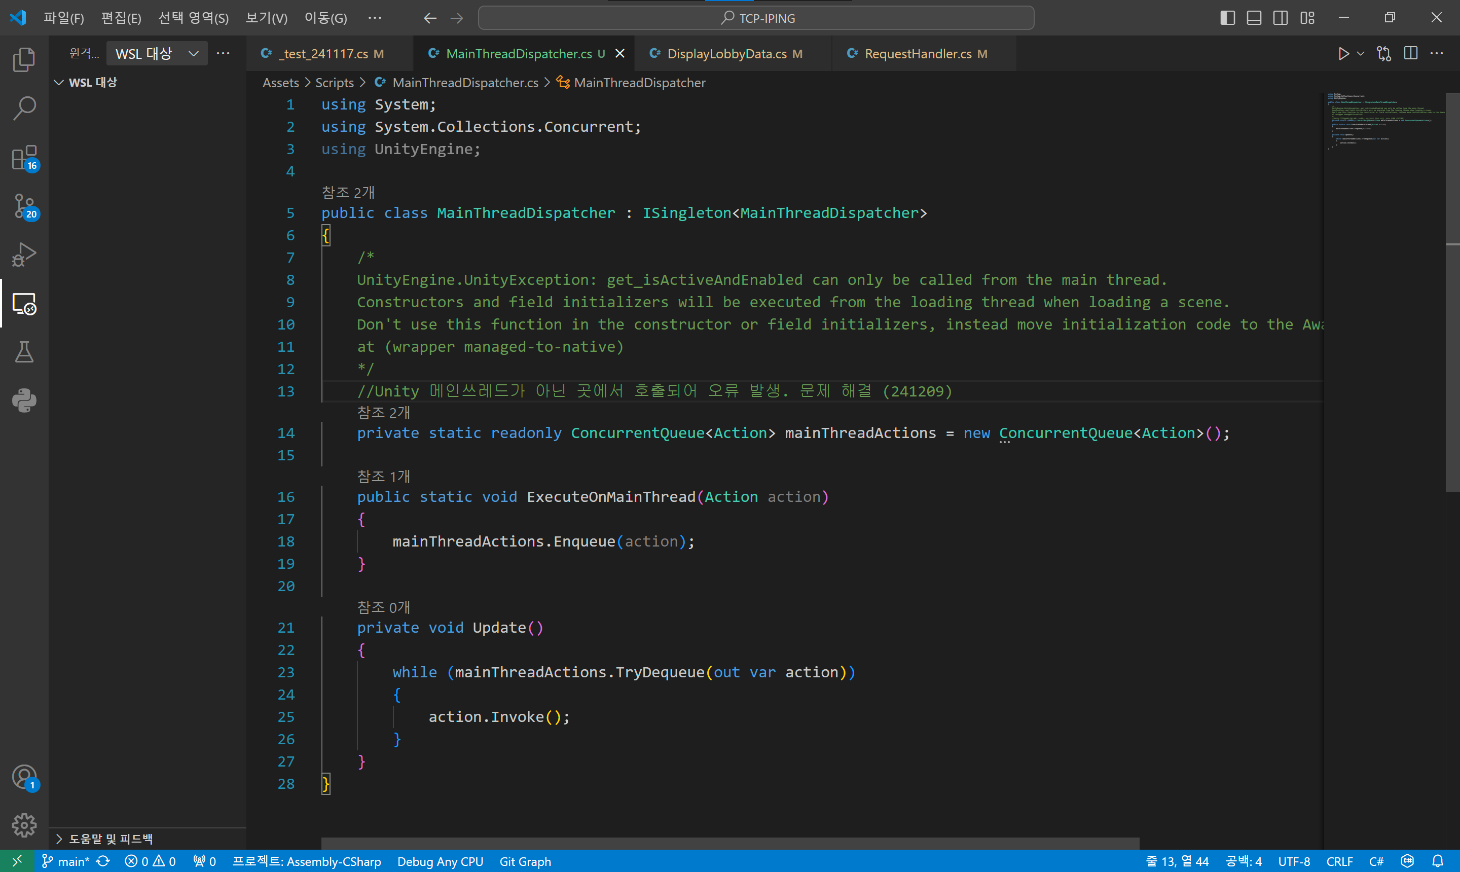 파일(F) 편집(E) 선택 영역(S) 보기(V) 이동(G) ··· TCP-IPING
원격... WSL 대상 ··· _test_241117.cs M MainThreadDispatcher.cs U DisplayLobbyData.cs M RequestHandler.cs M
WSL 대상
Assets > Scripts > MainThreadDispatcher.cs > MainThreadDispatcher
1 using System;
2 using System.Collections.Concurrent;
3 using UnityEngine;
4
참조 2개
5 public class MainThreadDispatcher : ISingleton<MainThreadDispatcher>
6 {
7 /*
8 UnityEngine.UnityException: get_isActiveAndEnabled can only be called from the main thread.
9 Constructors and field initializers will be executed from the loading thread when loading a scene.
10 Don't use this function in the constructor or field initializers, instead move initialization code to the Awa
11 at (wrapper managed-to-native)
12 */
13 //Unity 메인쓰레드가 아닌 곳에서 호출되어 오류 발생. 문제 해결 (241209)
참조 2개
14 private static readonly ConcurrentQueue<Action> mainThreadActions = new ConcurrentQueue<Action>();
15
참조 1개
16 public static void ExecuteOnMainThread(Action action)
17 {
18 mainThreadActions.Enqueue(action);
19 }
20
참조 0개
21 private void Update()
22 {
23 while (mainThreadActions.TryDequeue(out var action))
24 {
25 action.Invoke();
26 }
27 }
28 }
16
20
1
도움말 및 피드백
main* 0 0 0 프로젝트: Assembly-CSharp Debug Any CPU Git Graph 줄 13, 열 44 공백: 4 UTF-8 CRLF C#